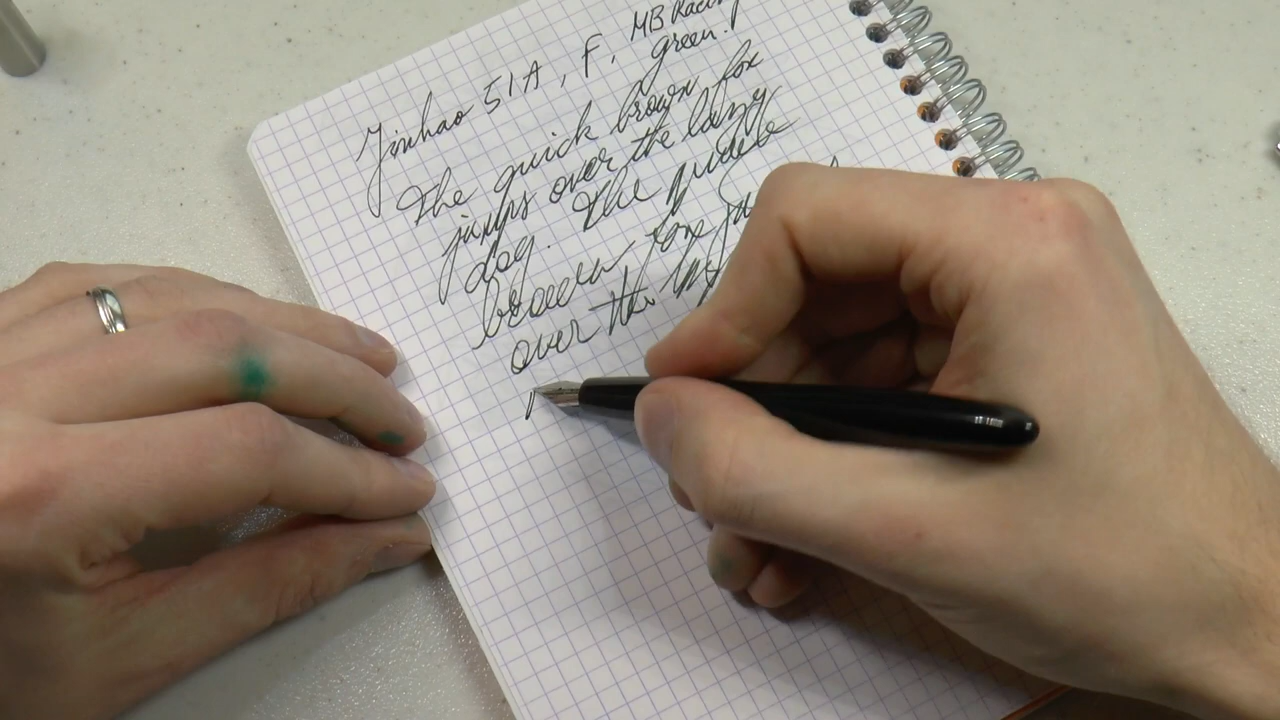 Jinhao 51A, F, MB Racing
green.
The quick brown fox
jumps over the lazy
dog. The quick
brown fox
over the